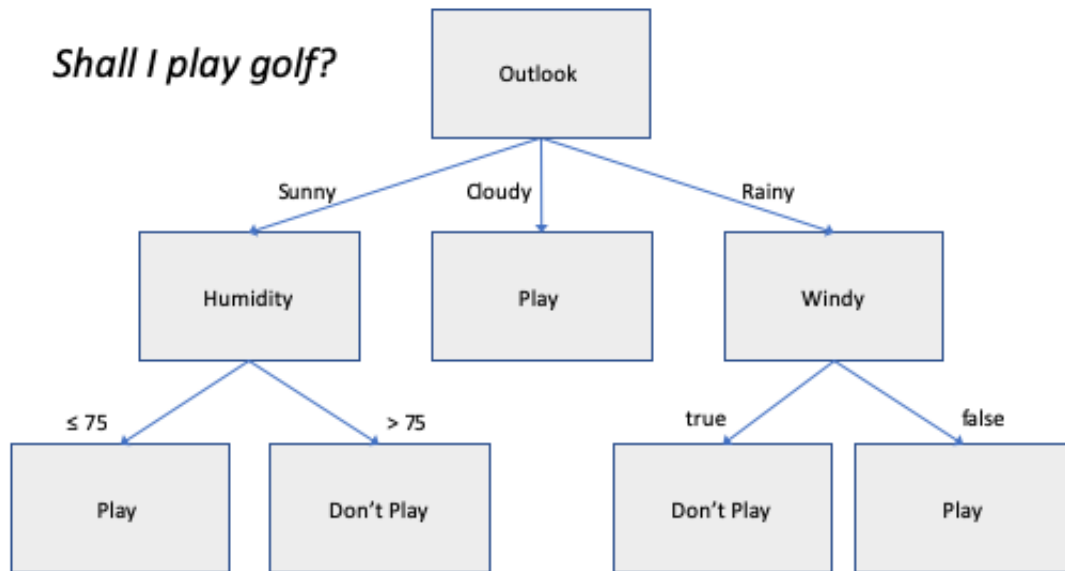 Shall I play golf?
Outlook
Sunny
Cloudy
Rainy
Humidity
Play
Windy
≤ 75
> 75
true
false
Play
Don't Play
Don't Play
Play